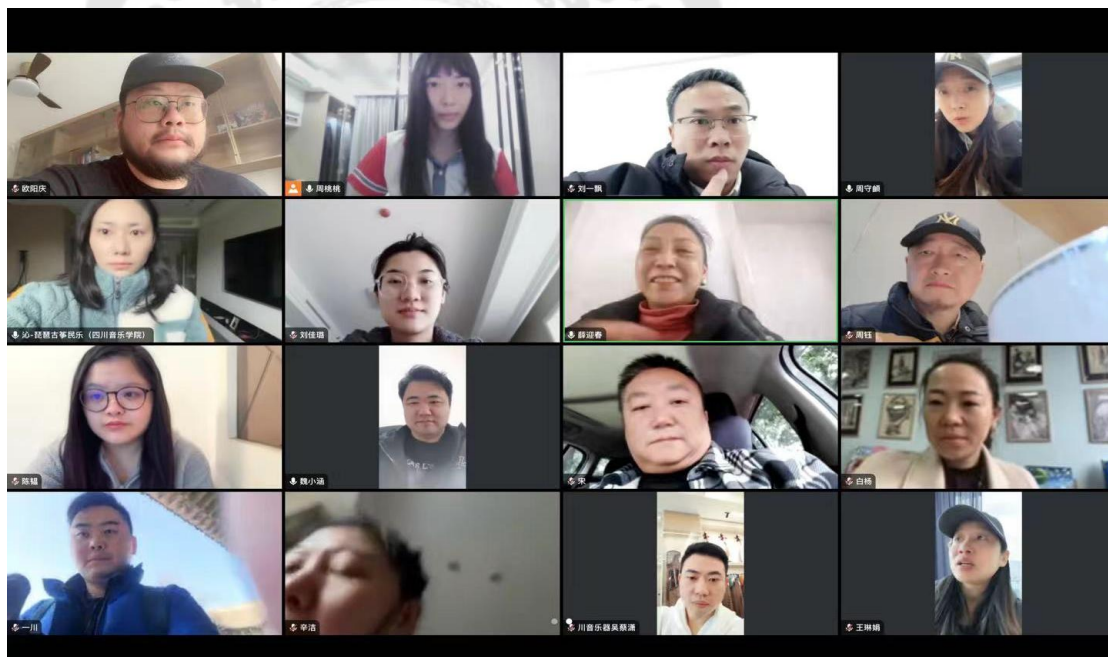 欧阳庆
周桃桃
刘一飘
周守頔
沁-琵琶古筝民乐（四川音乐学院）
刘佳璐
薛迎春
周钰
陈韫
魏小涵
宋
白杨
一川
辛洁
川音乐器吴蔡潇
王琳娟